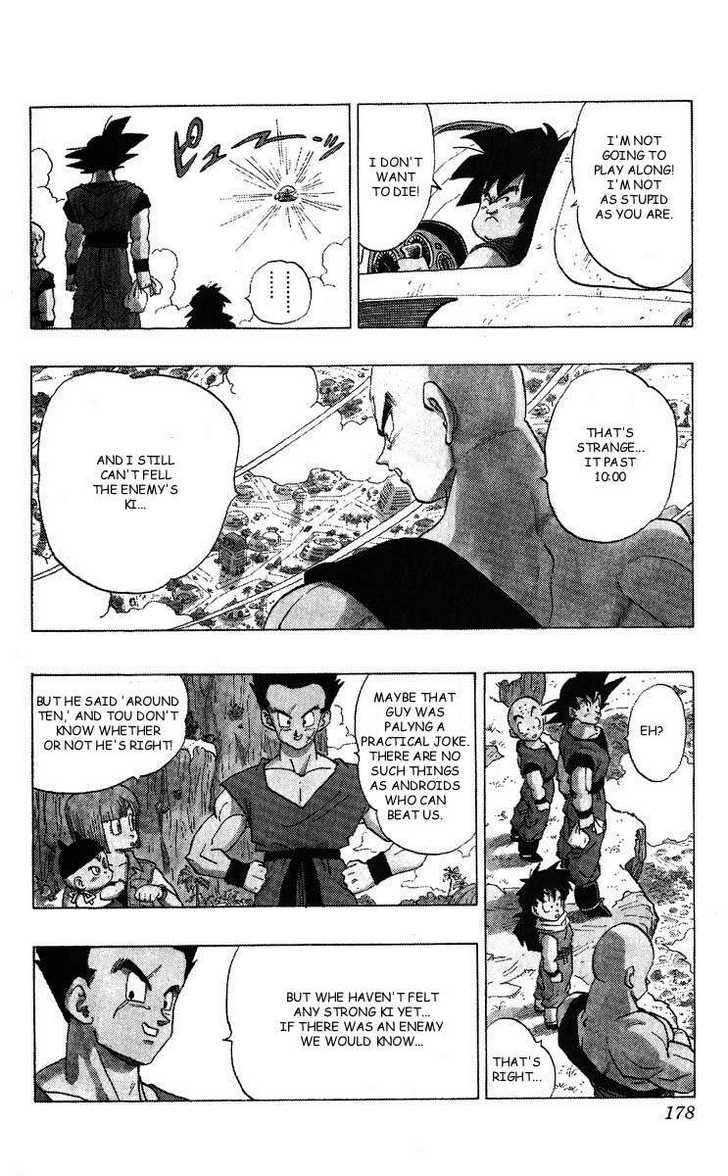 I'M NOT
GOING TO
PLAY ALONG!
I'M NOT
AS STUPID
AS YOU ARE.
I DON'T
WANT
TO DIE!
ピュー
......
THAT'S
STRANGE...
IT PAST
10:00
AND I STILL
CAN'T FELL
THE ENEMY'S
KI...
EH?
THAT'S
RIGHT...
MAYBE THAT
GUY WAS
PALYNG A
PRACTICAL JOKE.
THERE ARE NO
SUCH THINGS
AS ANDROIDS
WHO CAN
BEAT US.
BUT HE SAID 'AROUND
TEN,' AND TOU DON'T
KNOW WHETHER
OR NOT HE'S RIGHT!
BUT WHE HAVEN'T FELT
ANY STRONG KI YET...
IF THERE WAS AN ENEMY
WE WOULD KNOW...
178